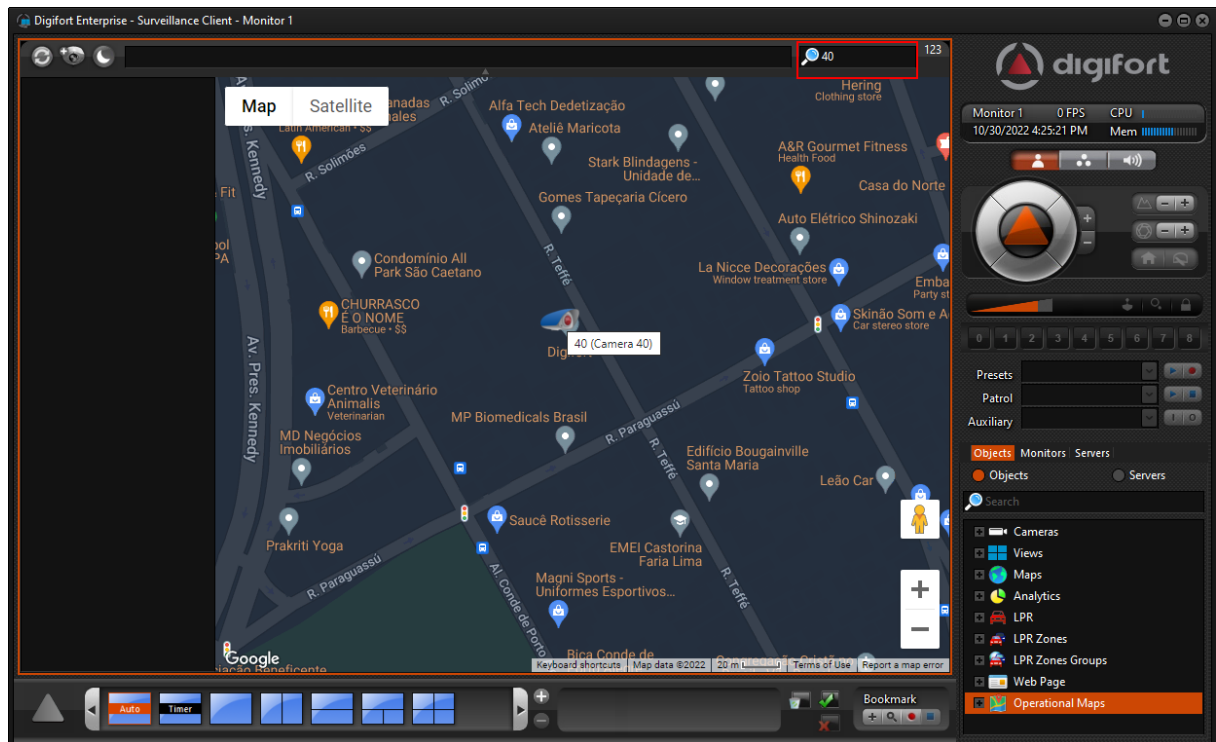 Digifort Enterprise - Surveillance Client - Monitor 1
40
123
digifort
Monitor 1 0 FPS CPU
10/30/2022 4:25:21 PM Mem
Map Satellite
R. Solimões
Latin American • $$
Alfa Tech Dedetização
Ateliê Maricota
Hering
Clothing store
Stark Blindagens -
Unidade de...
A&R Gourmet Fitness
Health Food
Casa do Norte
Gomes Tapeçaria Cícero
Auto Elétrico Shinozaki
Fit
Condomínio All
Park São Caetano
R. Teffé
La Nicce Decorações
Window treatment store
Skinão Som e
Car stereo store
CHURRASCO
É O NOME
Barbecue • $$
40 (Camera 40)
Av. Pres. Kennedy
Zoio Tattoo Studio
Tattoo shop
Centro Veterinário
Animalis
Veterinarian
MP Biomedicals Brasil
R. Paraguassú
MD Negócios
Imobiliários
R. Teffé
Edifício Bougainville
Santa Maria
Leão Car
Saucê Rotisserie
Prakriti Yoga
EMEI Castorina
Faria Lima
R. Paraguassú
Magni Sports -
Uniformes Esportivos...
R. Teffé
Al. Conde de Porto
Bica Conde de
Google
Keyboard shortcuts Map data ©2022 20 m Terms of Use Report a map error
0 1 2 3 4 5 6 7 8
Presets
Patrol
Auxiliary
Objects Monitors Servers
Objects Servers
Search
Cameras
Views
Maps
Analytics
LPR
LPR Zones
LPR Zones Groups
Web Page
Operational Maps
Auto Timer
Bookmark